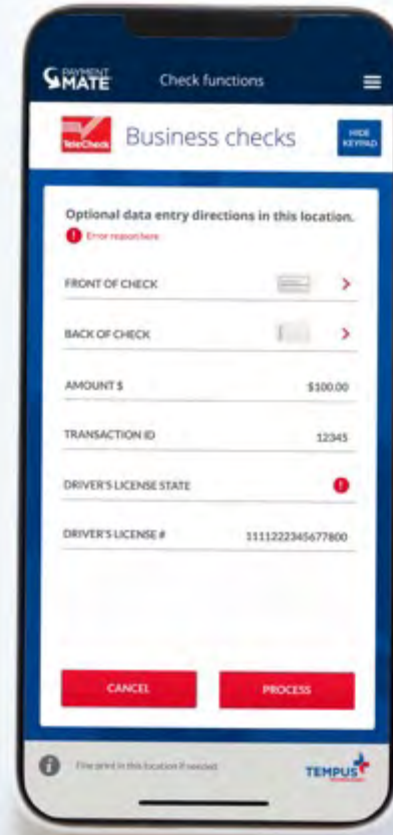 PAYMENT
MATE
Check functions
TeleCheck
Business checks
HIDE
KEYPAD
Optional data entry directions in this location.
! Error reason here
FRONT OF CHECK
BACK OF CHECK
AMOUNT $ $100.00
TRANSACTION ID 12345
DRIVER'S LICENSE STATE !
DRIVER'S LICENSE # 1111222345677800
CANCEL PROCESS
i Fine print in this location if needed.
TEMPUS